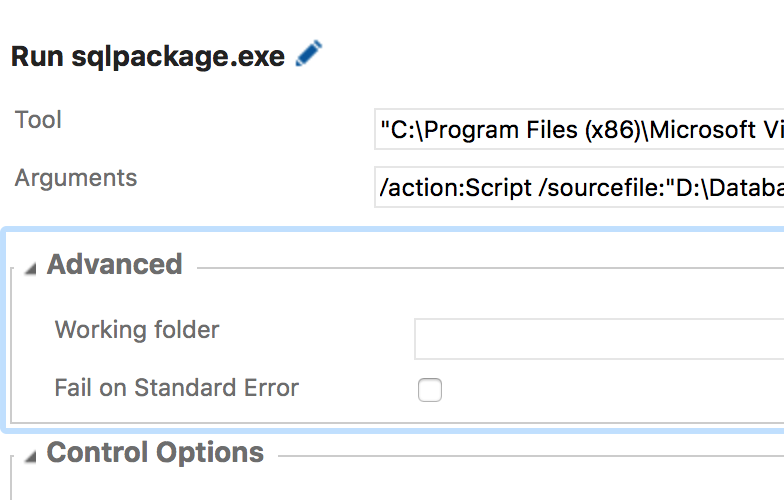 Run sqlpackage.exe
Tool
"C:\Program Files (x86)\Microsoft Vi
Arguments
/action:Script /sourcefile:"D:\Databa
Advanced
Working folder
Fail on Standard Error
Control Options